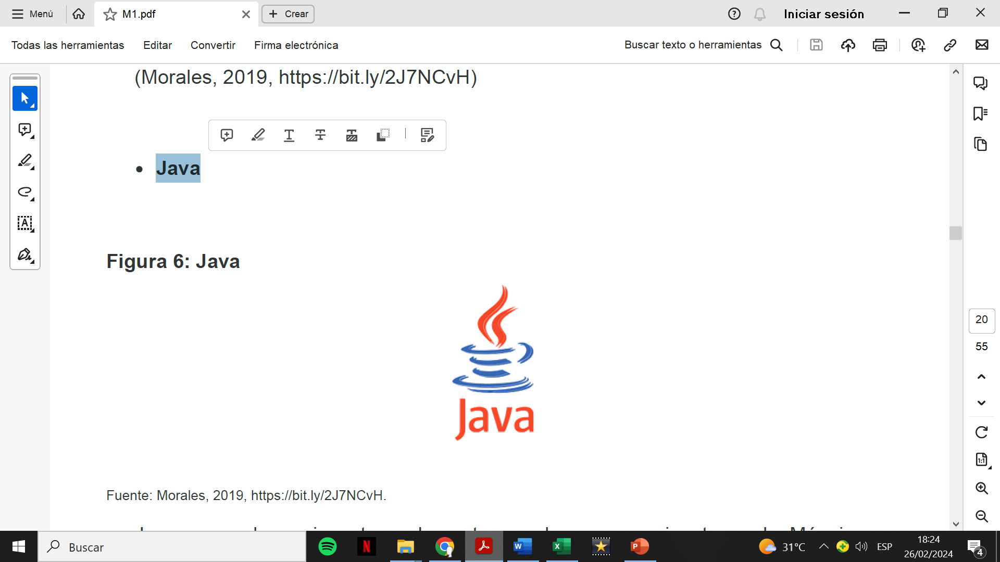 Menú
M1.pdf
Crear
Iniciar sesión
Todas las herramientas
Editar
Convertir
Firma electrónica
Buscar texto o herramientas
(Morales, 2019, https://bit.ly/2J7NCvH)
• Java
Figura 6: Java
Java
Fuente: Morales, 2019, https://bit.ly/2J7NCvH.
20
55
1:1
Buscar
31°C
ESP
18:24
26/02/2024
4